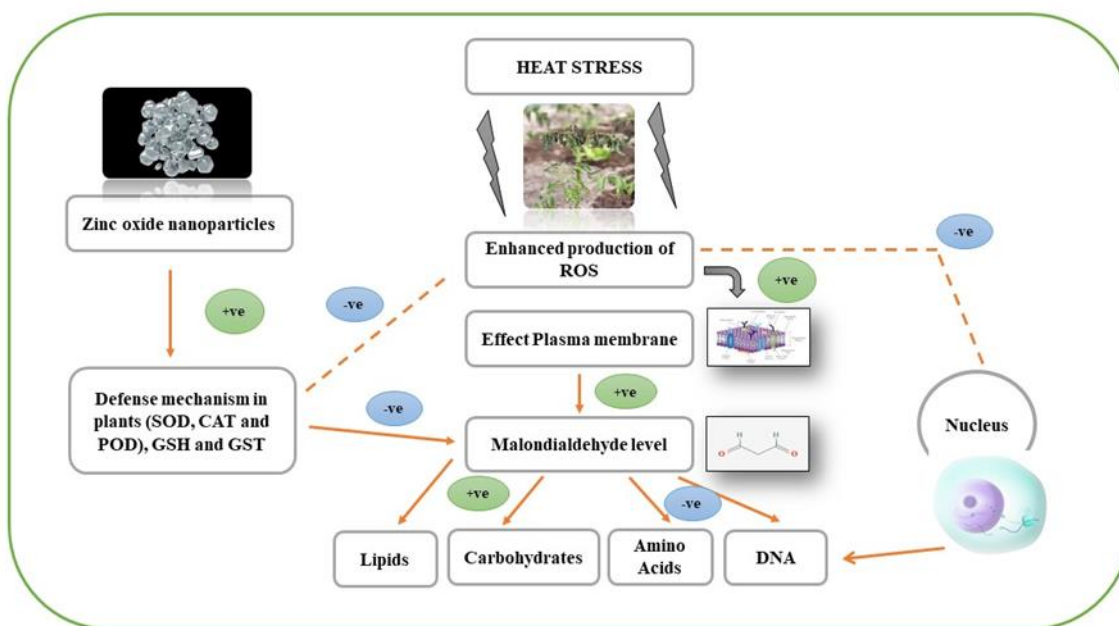 HEAT STRESS
Zinc oxide nanoparticles
Enhanced production of
ROS
-ve
+ve
+ve
-ve
Effect Plasma membrane
+ve
Defense mechanism in
plants (SOD, CAT and
POD), GSH and GST
-ve
Malondialdehyde level
H
H
O
O
Nucleus
+ve
-ve
Lipids
Carbohydrates
Amino
Acids
DNA